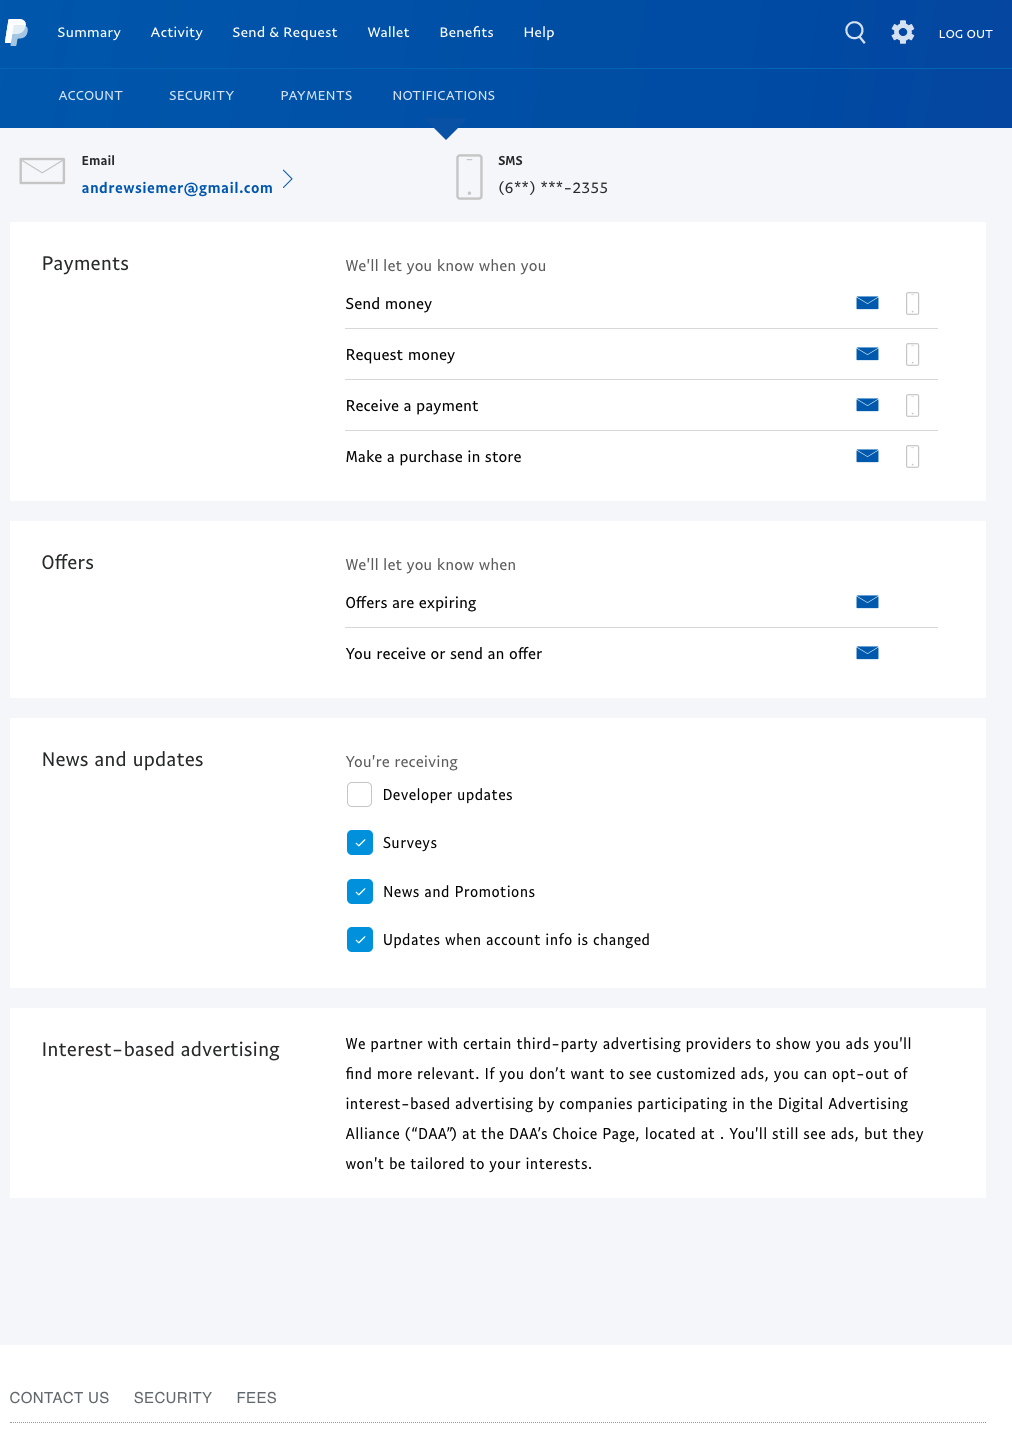 Summary Activity Send & Request Wallet Benefits Help LOG OUT
ACCOUNT SECURITY PAYMENTS NOTIFICATIONS
Email
andrewsiemer@gmail.com
SMS
(6**) ***-2355
Payments
We'll let you know when you
Send money
Request money
Receive a payment
Make a purchase in store
Offers
We'll let you know when
Offers are expiring
You receive or send an offer
News and updates
You're receiving
Developer updates
Surveys
News and Promotions
Updates when account info is changed
Interest-based advertising
We partner with certain third-party advertising providers to show you ads you'll
find more relevant. If you don’t want to see customized ads, you can opt-out of
interest-based advertising by companies participating in the Digital Advertising
Alliance (“DAA”) at the DAA’s Choice Page, located at . You'll still see ads, but they
won't be tailored to your interests.
CONTACT US SECURITY FEES